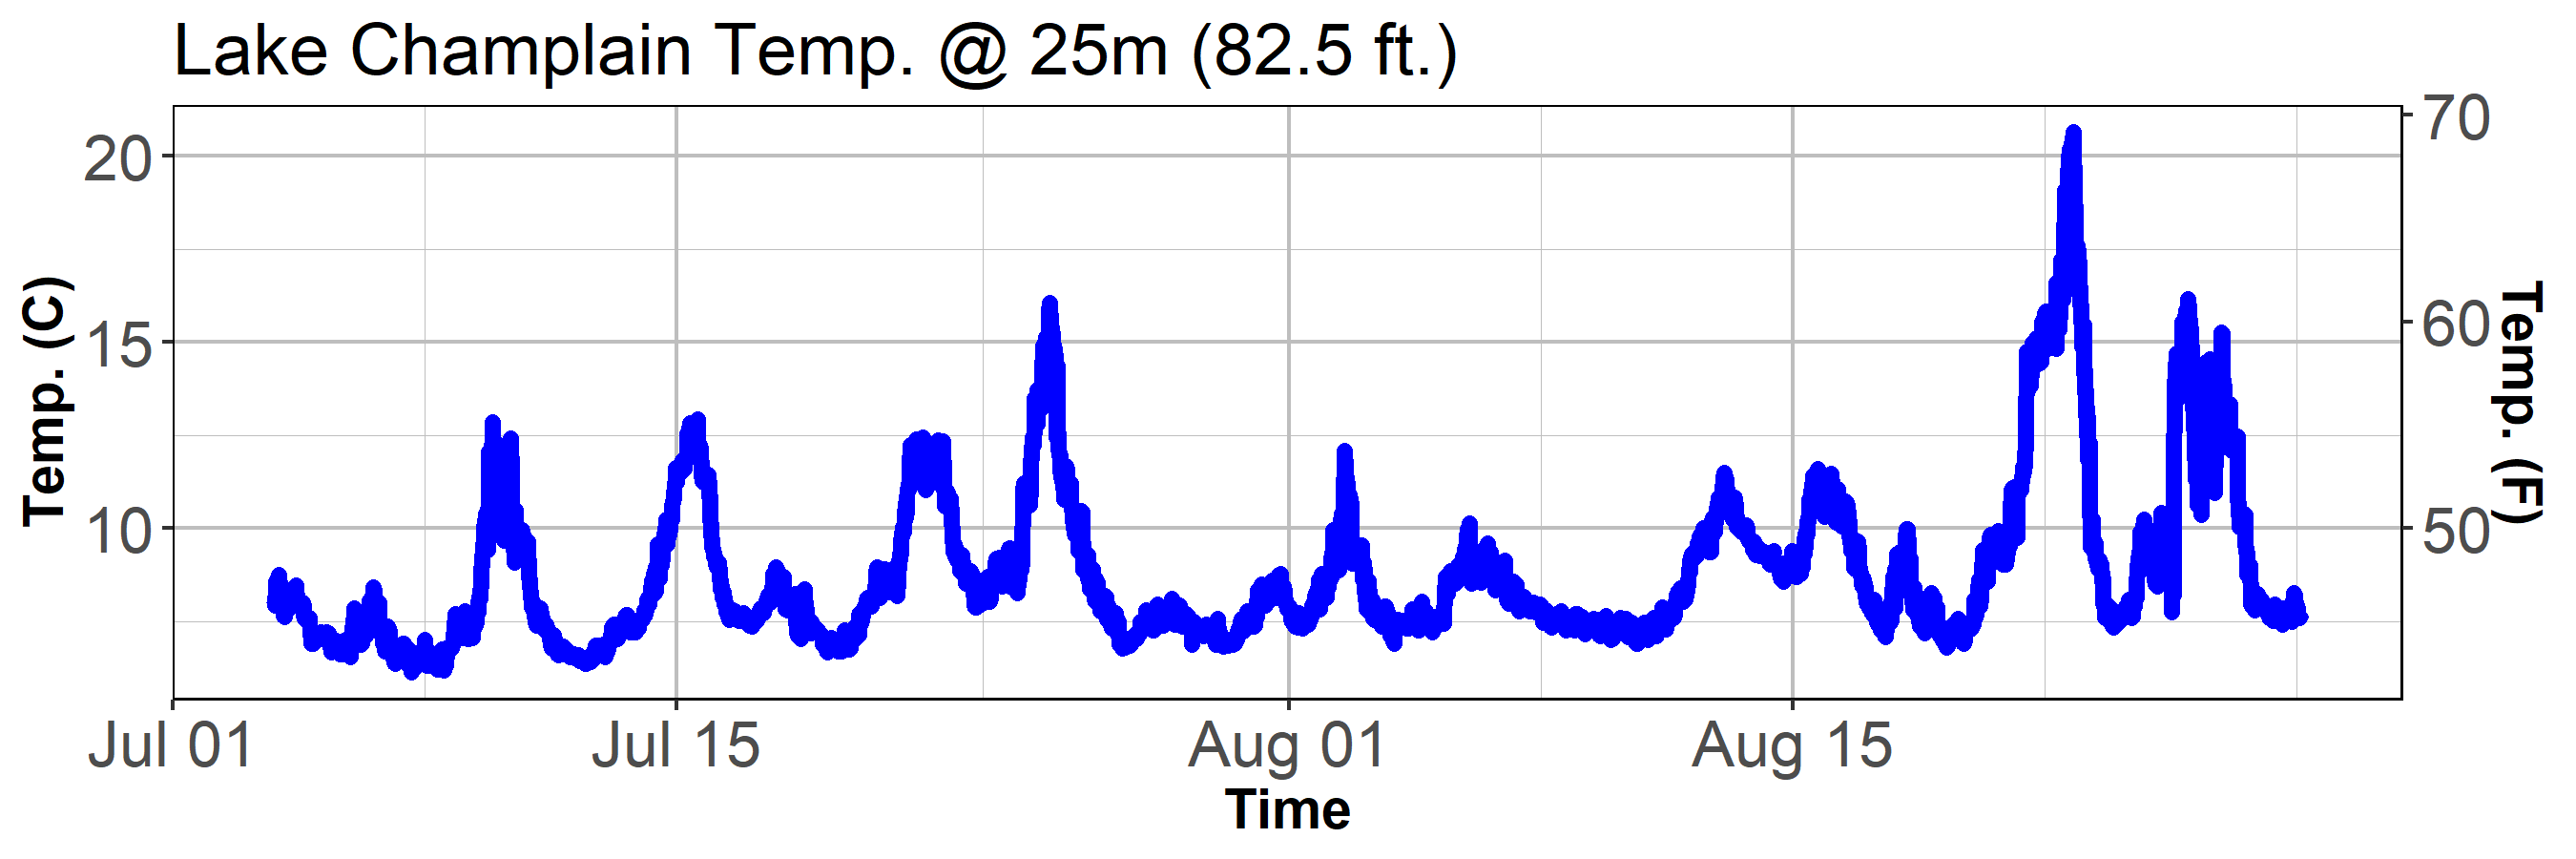 Lake Champlain Temp. @ 25m (82.5 ft.)
Temp. (C)
20
15
10
70
60
50
Temp. (F)
Jul 01
Jul 15
Aug 01
Aug 15
Time